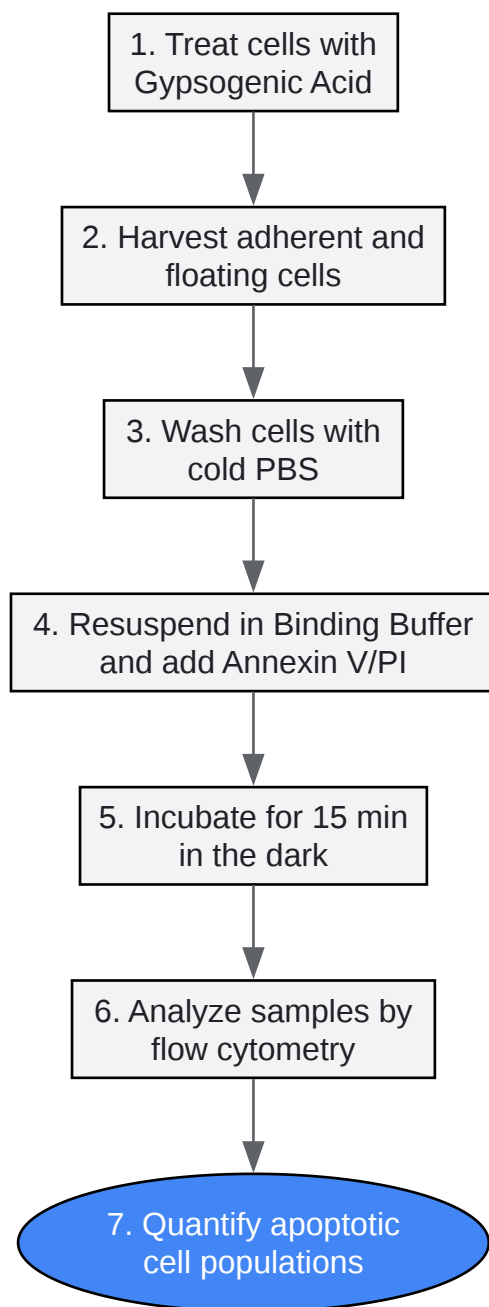 1. Treat cells with
Gypsogenic Acid
2. Harvest adherent and
floating cells
3. Wash cells with
cold PBS
4. Resuspend in Binding Buffer
and add Annexin V/PI
5. Incubate for 15 min
in the dark
6. Analyze samples by
flow cytometry
7. Quantify apoptotic
cell populations